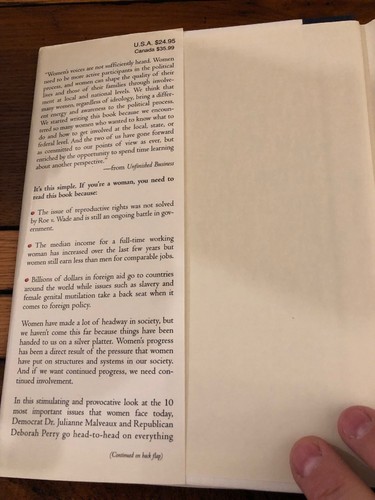 U.S.A. $24.95
Canada $35.99
"Women's voices are not sufficiently heard. Women
need to be more active participants in the political
process, and women can shape the quality of their
lives and those of their families through involve-
ment at local and national levels. We think that
many women, regardless of ideology, bring a differ-
ent energy and awareness to the political process.
We started writing this book because we encoun-
tered so many women who wanted to know what to
do and how to get involved at the local, state, or
federal level. And the two of us have gone forward
as committed to our points of view as ever, but
enriched by the opportunity to spend time learning
about another perspective."
—from Unfinished Business
It's this simple. If you're a woman, you need to
read this book because:
• The issue of reproductive rights was not solved
by Roe v. Wade and is still an ongoing battle in gov-
ernment.
• The median income for a full-time working
woman has increased over the last few years but
women still earn less than men for comparable jobs.
• Billions of dollars in foreign aid go to countries
around the world while issues such as slavery and
female genital mutilation take a back seat when it
comes to foreign policy.
Women have made a lot of headway in society, but
we haven't come this far because things have been
handed to us on a silver platter. Women's progress
has been a direct result of the pressure that women
have put on structures and systems in our society.
And if we want continued progress, we need con-
tinued involvement.
In this stimulating and provocative look at the 10
most important issues that women face today,
Democrat Dr. Julianne Malveaux and Republican
Deborah Perry go head-to-head on everything
(Continued on back flap)